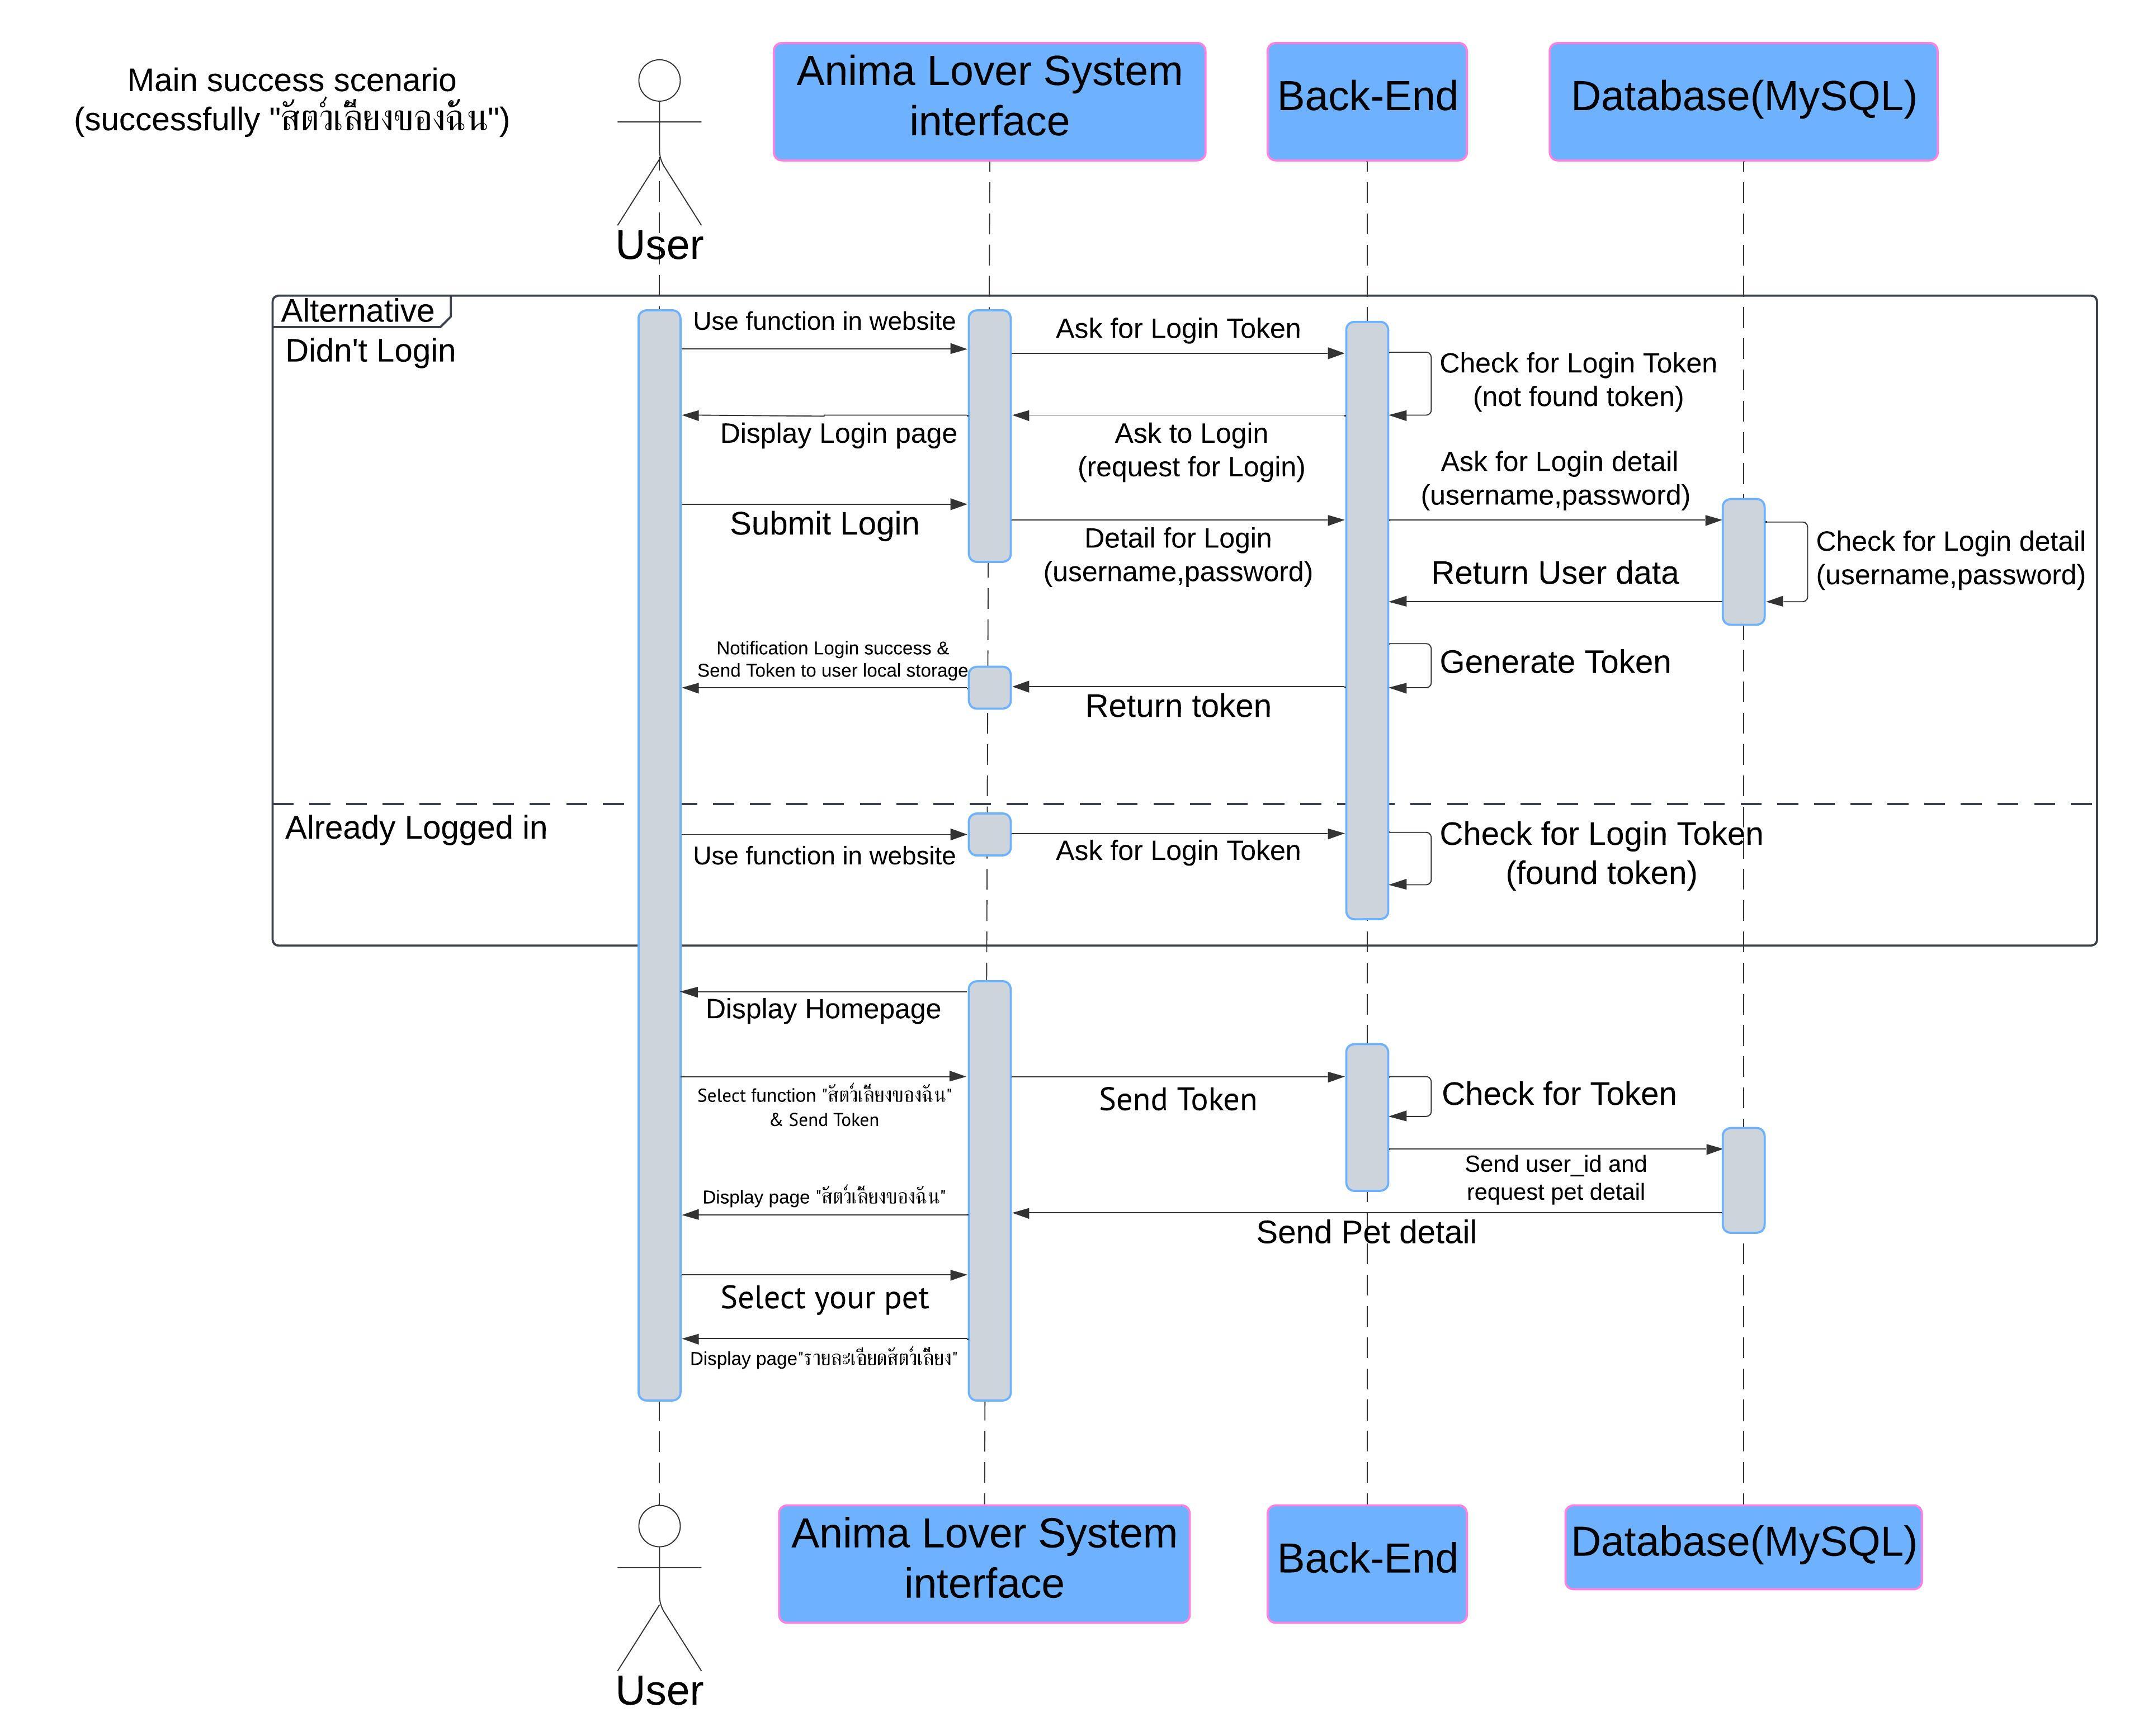 Main success scenario
(successfully "สัตว์เลี้ยงของฉัน")
Anima Lover System
interface
Back-End
Database(MySQL)
User
Alternative
Didn't Login
Use function in website
Ask for Login Token
Check for Login Token
(not found token)
Display Login page
Ask to Login
(request for Login)
Ask for Login detail
(username,password)
Submit Login
Detail for Login
(username,password)
Check for Login detail
(username,password)
Return User data
Notification Login success &
Send Token to user local storage
Generate Token
Return token
Already Logged in
Use function in website
Ask for Login Token
Check for Login Token
(found token)
Display Homepage
Select function "สัตว์เลี้ยงของฉัน"
& Send Token
Send Token
Check for Token
Send user_id and
request pet detail
Display page "สัตว์เลี้ยงของฉัน"
Send Pet detail
Select your pet
Display page"รายละเอียดสัตว์เลี้ยง"
Anima Lover System
interface
Back-End
Database(MySQL)
User